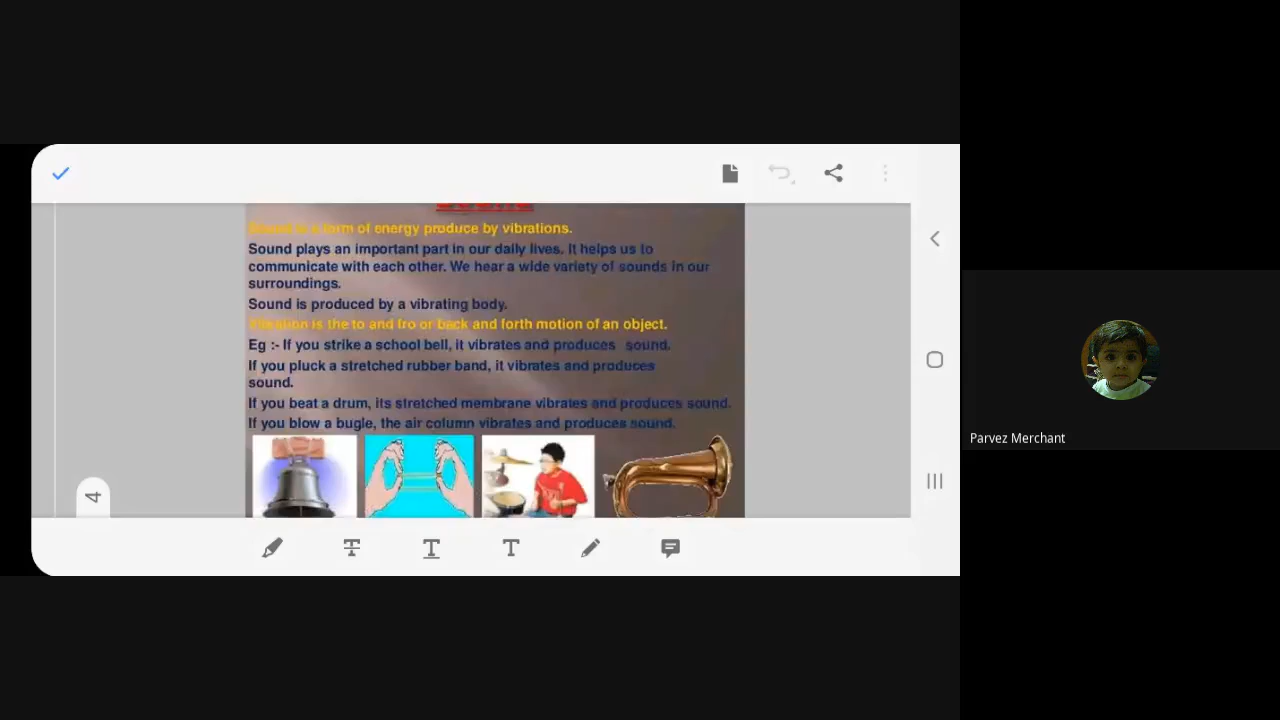 Sound is a form of energy produce by vibrations.
Sound plays an important part in our daily lives. It helps us to
communicate with each other. We hear a wide variety of sounds in our
surroundings.
Sound is produced by a vibrating body.
Vibration is the to and fro or back and forth motion of an object.
Eg :- If you strike a school bell, it vibrates and produces sound.
If you pluck a stretched rubber band, it vibrates and produces
sound.
If you beat a drum, its stretched membrane vibrates and produces sound.
If you blow a bugle, the air column vibrates and produces sound.
4
Parvez Merchant